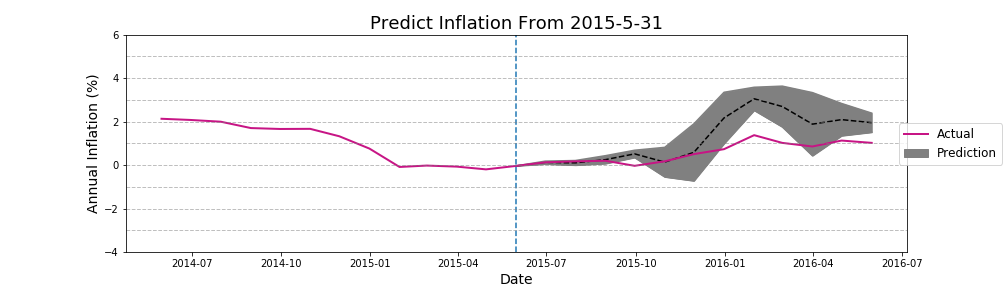 Predict Inflation From 2015-5-31
Annual Inflation (%)
6
4
2
0
−2
−4
2014-07 2014-10 2015-01 2015-04 2015-07 2015-10 2016-01 2016-04 2016-07
Date
Actual
Prediction